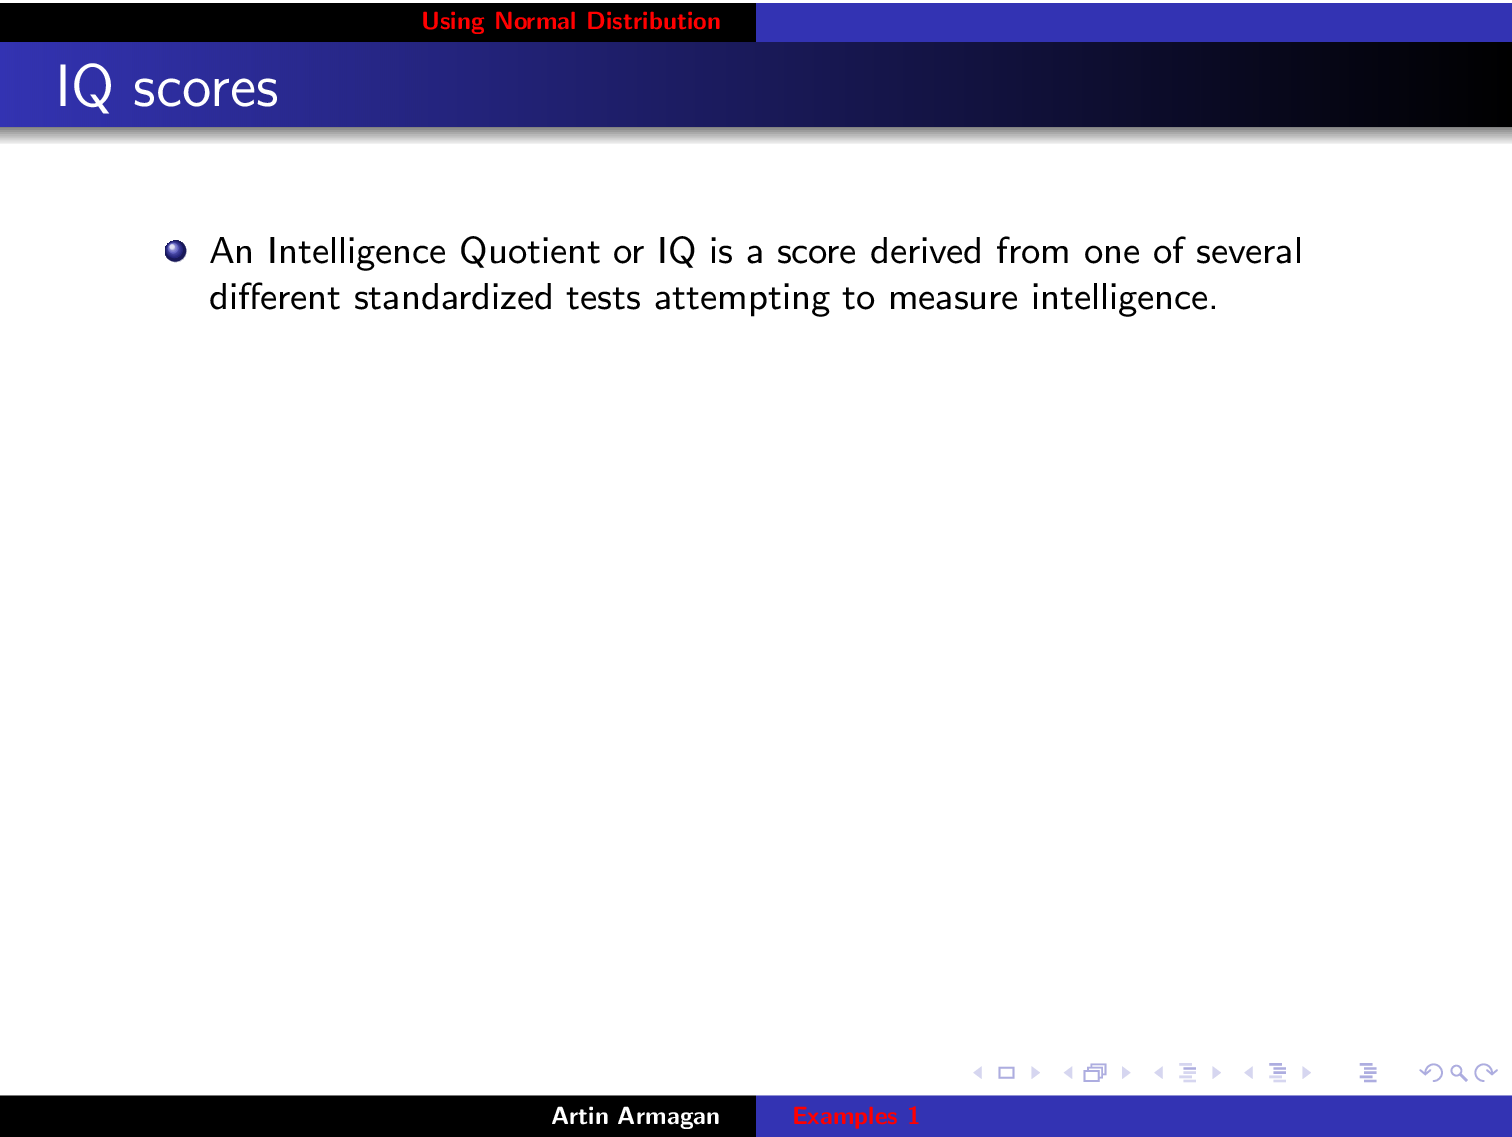 Using Normal Distribution
IQ scores
An Intelligence Quotient or IQ is a score derived from one of several
different standardized tests attempting to measure intelligence.
Artin Armagan
Examples 1